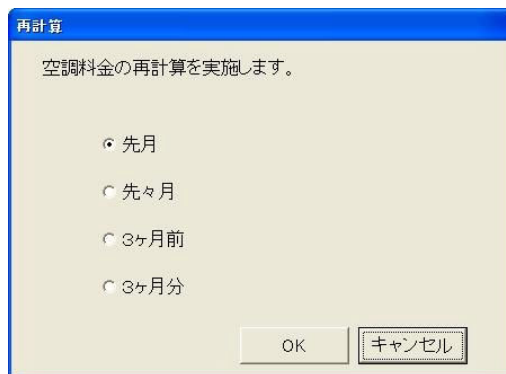 再計算
空調料金の再計算を実施します。
先月
先々月
3ヶ月前
3ヶ月分
OK キャンセル